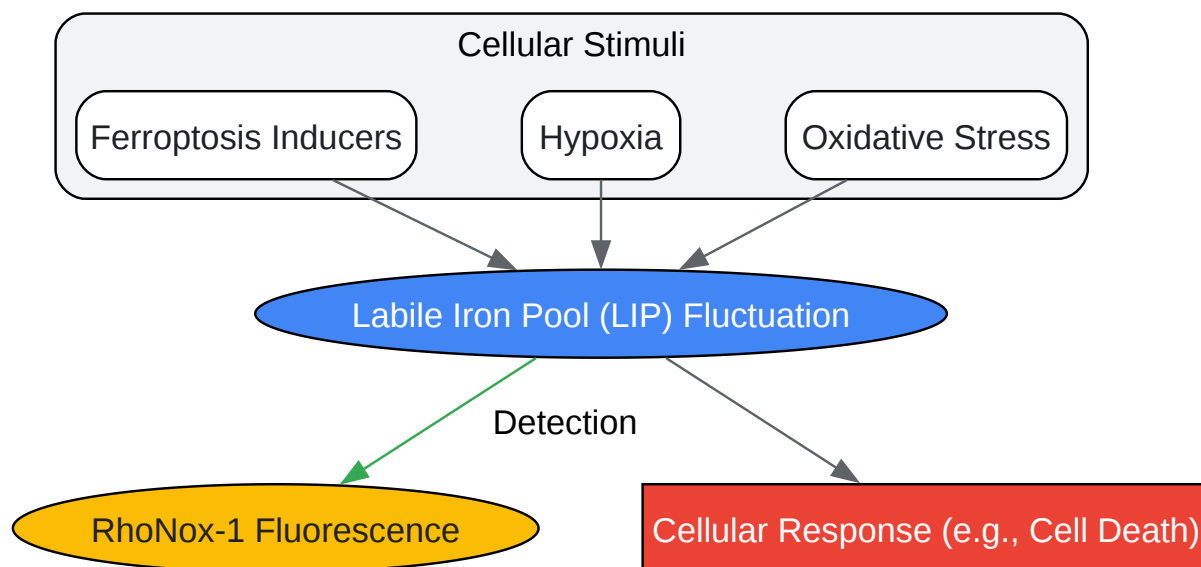 Cellular Stimuli
Ferroptosis Inducers
Hypoxia
Oxidative Stress
Labile Iron Pool (LIP) Fluctuation
Detection
RhoNox-1 Fluorescence
Cellular Response (e.g., Cell Death)